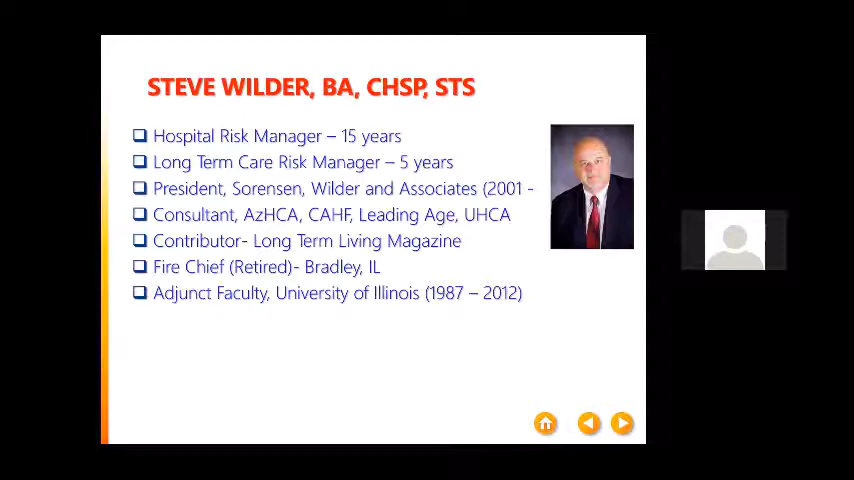 STEVE WILDER, BA, CHSP, STS
Hospital Risk Manager – 15 years
Long Term Care Risk Manager – 5 years
President, Sorensen, Wilder and Associates (2001 -
Consultant, AzHCA, CAHF, Leading Age, UHCA
Contributor- Long Term Living Magazine
Fire Chief (Retired)- Bradley, IL
Adjunct Faculty, University of Illinois (1987 – 2012)